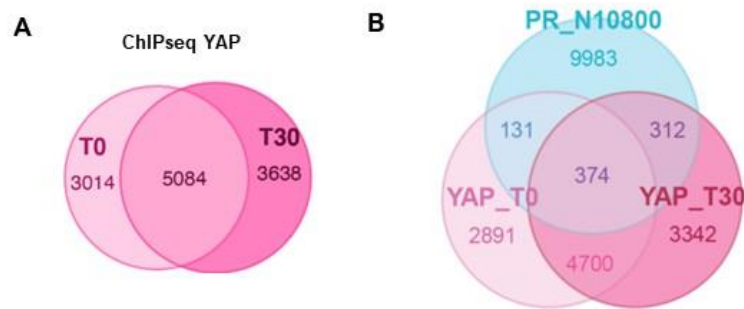 A
ChIPseq YAP
T0
3014
5084
T30
3638
B
PR_N10800
9983
131
312
374
YAP_T0
2891
YAP_T30
3342
4700